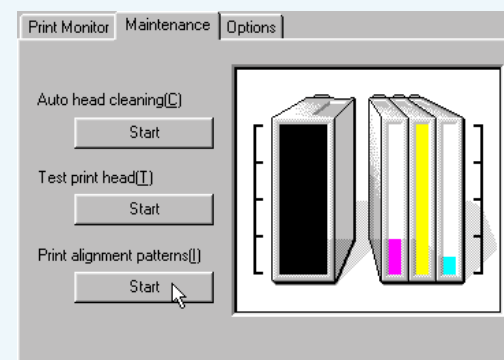 Print Monitor Maintenance Options
Auto head cleaning(C)
Start
Test print head(T)
Start
Print alignment patterns(I)
Start